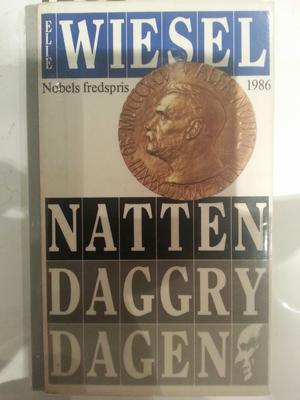 ELIE
WIESEL
Nobels fredspris
1986
NATTEN
DAGGRY
DAGEN